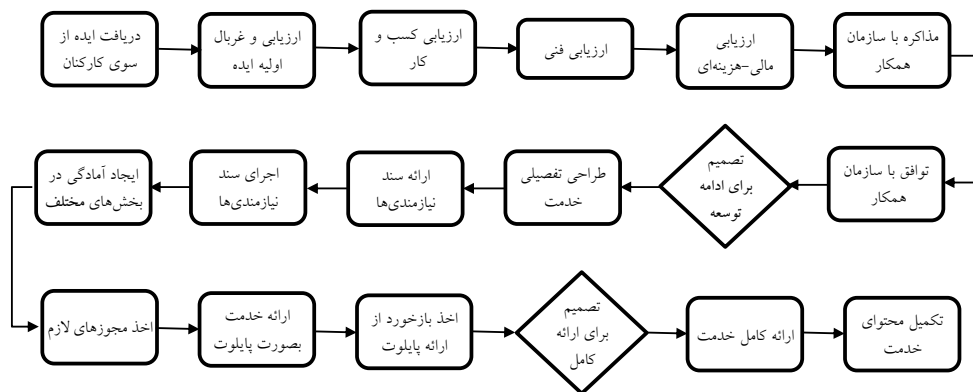 دریافت ایده از
سوی کارکنان
ارزیابی و غربال
اولیه ایده
ارزیابی کسب و
کار
ارزیابی فنی
ارزیابی
مالی-هزینه‌ای
مذاکره با سازمان
همکار
توافق با سازمان
همکار
تصمیم
برای ادامه
توسعه
طراحی تفصیلی
خدمت
ارائه سند
نیازمندی‌ها
اجرای سند
نیازمندی‌ها
ایجاد آمادگی در
بخش‌های مختلف
اخذ مجوزهای لازم
ارائه خدمت
بصورت پایلوت
اخذ بازخورد از
ارائه پایلوت
تصمیم
برای ارائه
کامل
ارائه کامل خدمت
تکمیل محتوای
خدمت